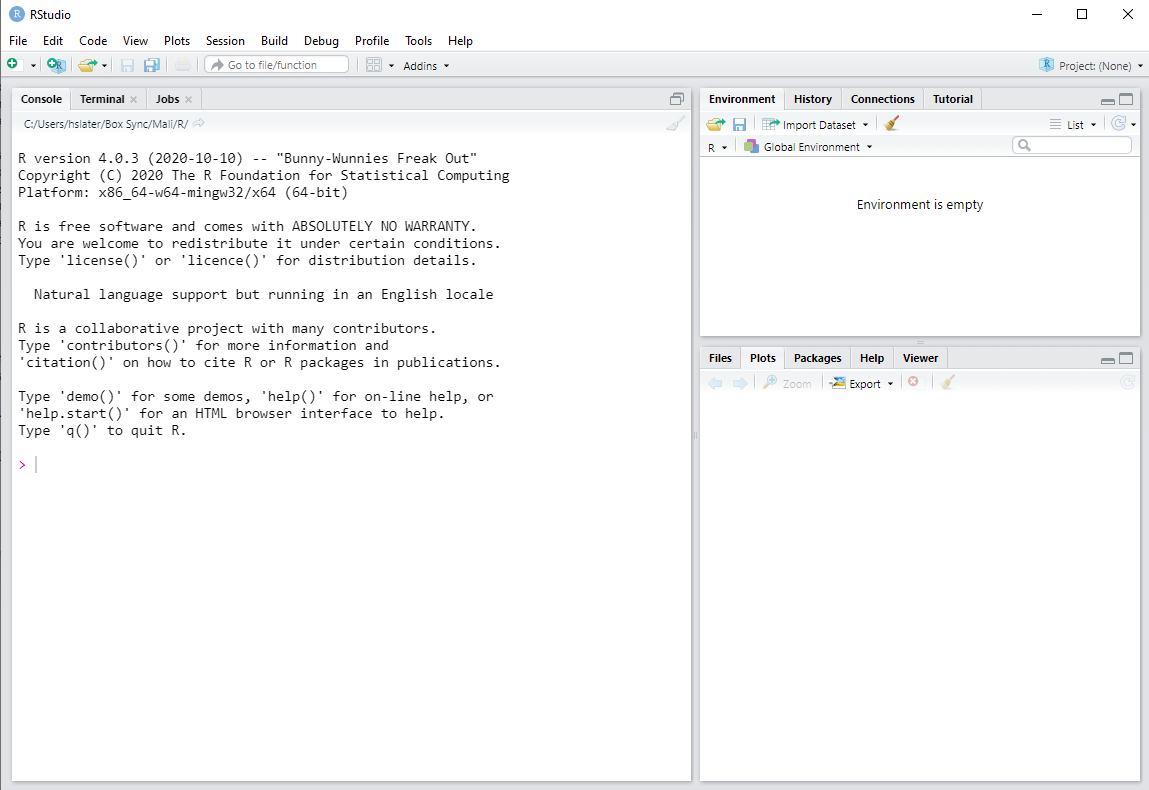 RStudio
File Edit Code View Plots Session Build Debug Profile Tools Help
Go to file/function Addins Project: (None)
Console Terminal Jobs
C:/Users/hslater/Box Sync/Mali/R/
R version 4.0.3 (2020-10-10) -- "Bunny-Wunnies Freak Out"
Copyright (C) 2020 The R Foundation for Statistical Computing
Platform: x86_64-w64-mingw32/x64 (64-bit)
R is free software and comes with ABSOLUTELY NO WARRANTY.
You are welcome to redistribute it under certain conditions.
Type 'license()' or 'licence()' for distribution details.
Natural language support but running in an English locale
R is a collaborative project with many contributors.
Type 'contributors()' for more information and
'citation()' on how to cite R or R packages in publications.
Type 'demo()' for some demos, 'help()' for on-line help, or
'help.start()' for an HTML browser interface to help.
Type 'q()' to quit R.
>
Environment History Connections Tutorial
Import Dataset List
R Global Environment
Environment is empty
Files Plots Packages Help Viewer
Zoom Export